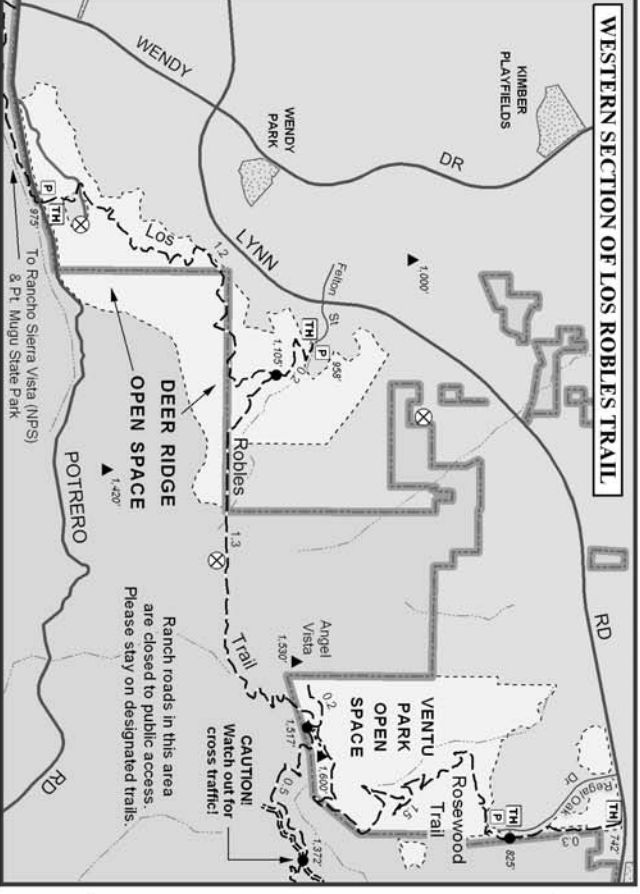 WESTERN SECTION OF LOS ROBLES TRAIL
KIMBER
PLAYFIELDS
WENDY
DR
WENDY
PARK
LYNN
RD
1,000'
Felton St
TH
P
958'
0.2
1,105'
Los
Robles
Trail
1.2
1.3
P
TH
975'
To Rancho Sierra Vista (NPS)
& Pt. Mugu State Park
DEER RIDGE
OPEN SPACE
1,420'
POTRERO
RD
Angel
Vista
1,530'
0.2
1,517'
1,600'
VENTU
PARK
OPEN
SPACE
Rosewood
Trail
1.5
Regal Oak
Dr
TH
742'
0.3
TH
P
825'
0.5
1,372'
CAUTION!
Watch out for
cross traffic!
Ranch roads in this area
are closed to public access.
Please stay on designated trails.